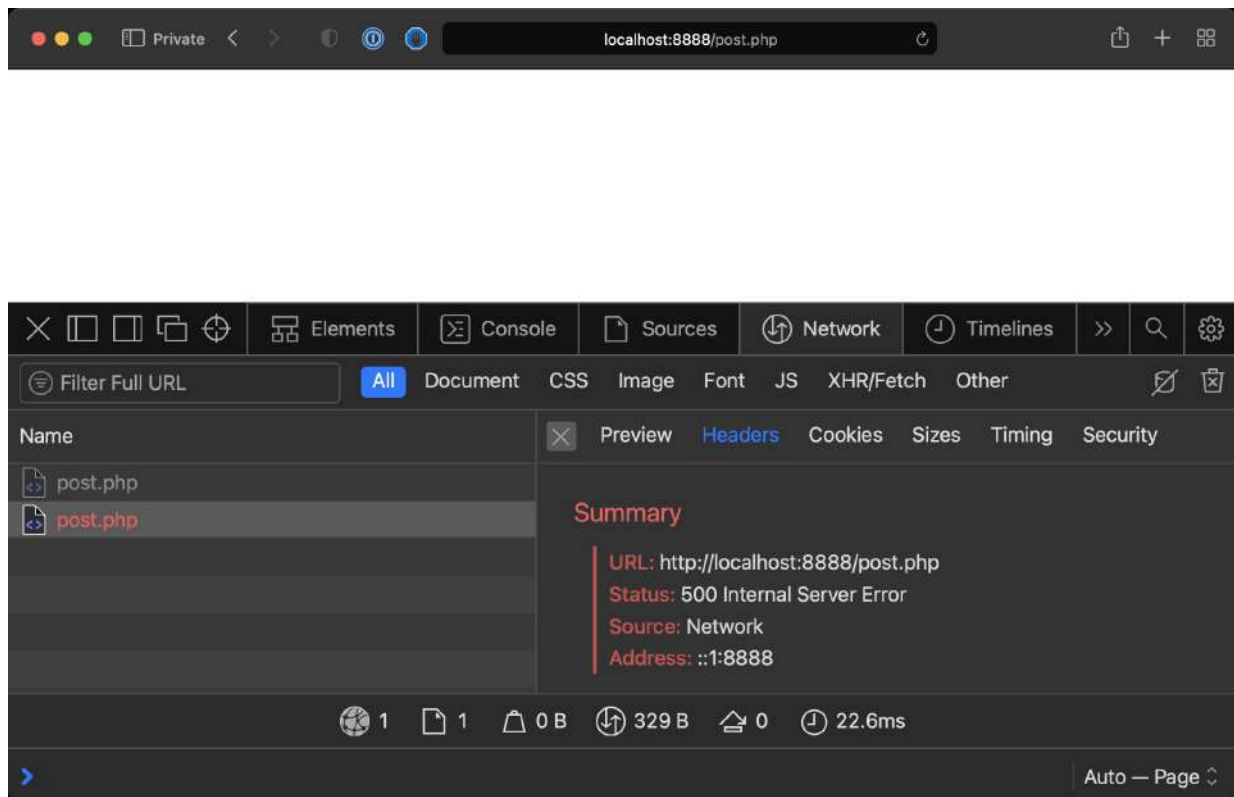 Private localhost:8888/post.php
Elements Console Sources Network Timelines
Filter Full URL All Document CSS Image Font JS XHR/Fetch Other
Name Preview Headers Cookies Sizes Timing Security
post.php
post.php
Summary
URL: http://localhost:8888/post.php
Status: 500 Internal Server Error
Source: Network
Address: ::1:8888
1 1 0 B 329 B 0 22.6ms
Auto — Page